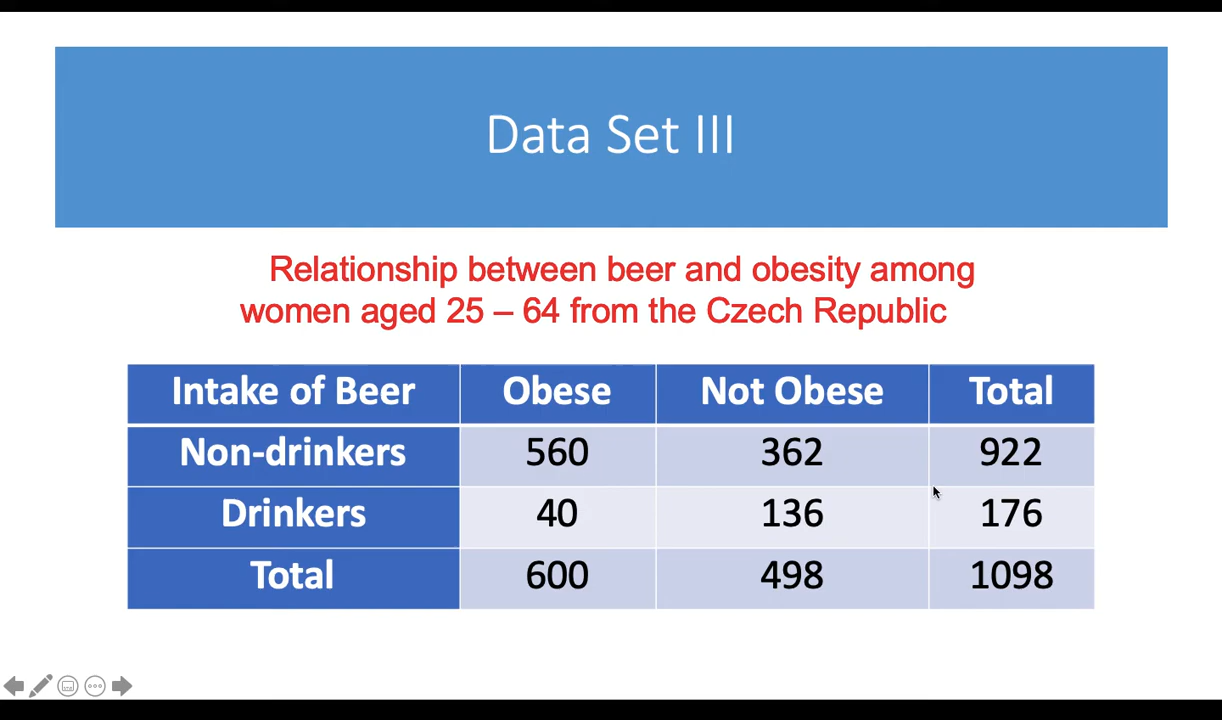 Data Set III
Relationship between beer and obesity among
women aged 25 – 64 from the Czech Republic
Intake of Beer Obese Not Obese Total
Non-drinkers 560 362 922
Drinkers 40 136 176
Total 600 498 1098